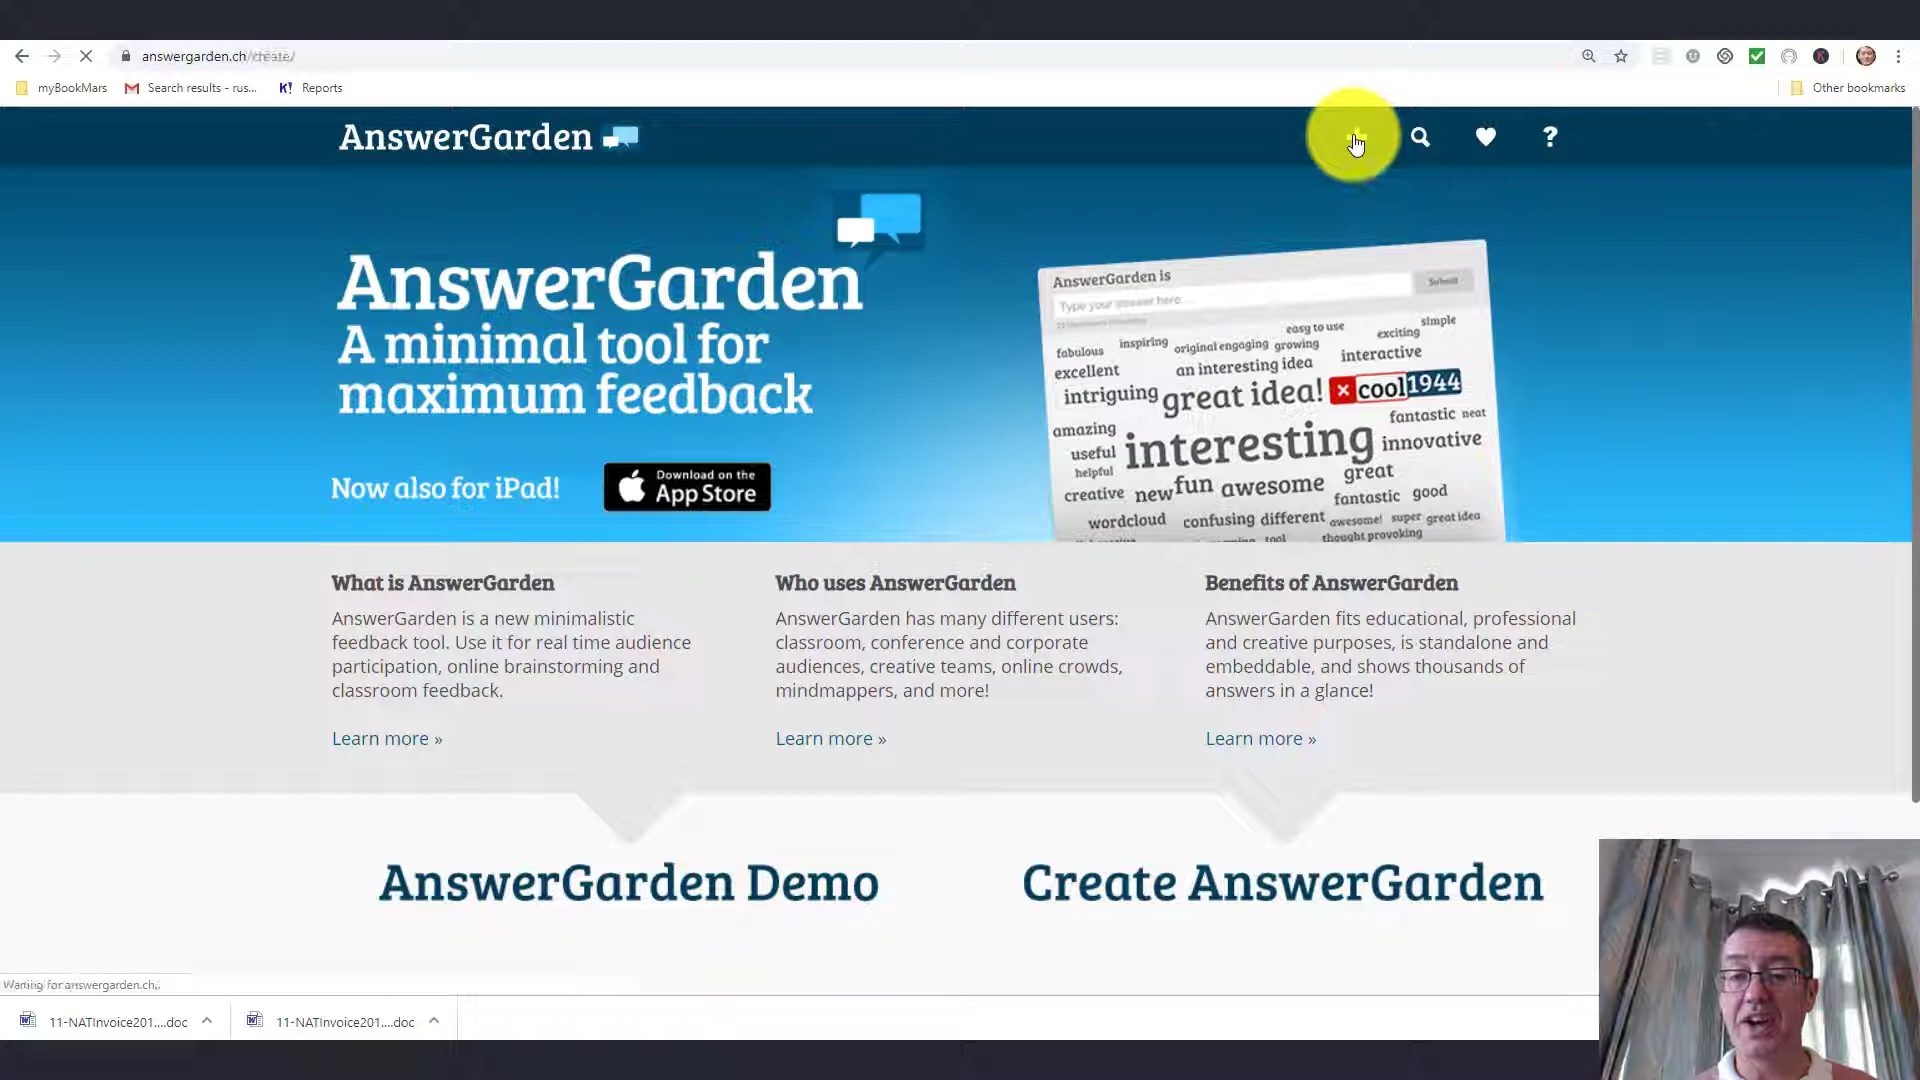 answergarden.ch/create/
myBookMars
Search results - rus...
K! Reports
Other bookmarks
AnswerGarden
?
AnswerGarden
A minimal tool for
maximum feedback
Now also for iPad!
Download on the
App Store
AnswerGarden is
Submit
Type your answer here...
easy to use
exciting
simple
fabulous
inspiring
original
engaging
growing
interactive
excellent
an interesting idea
intriguing
great idea!
cool
1944
fantastic
neat
amazing
interesting
innovative
useful
helpful
great
creative
new
fun
awesome
fantastic
good
wordcloud
confusing
different
awesome!
super
great idea
tool
thought provoking
What is AnswerGarden
AnswerGarden is a new minimalistic
feedback tool. Use it for real time audience
participation, online brainstorming and
classroom feedback.
Learn more »
Who uses AnswerGarden
AnswerGarden has many different users:
classroom, conference and corporate
audiences, creative teams, online crowds,
mindmappers, and more!
Learn more »
Benefits of AnswerGarden
AnswerGarden fits educational, professional
and creative purposes, is standalone and
embeddable, and shows thousands of
answers in a glance!
Learn more »
AnswerGarden Demo
Create AnswerGarden
Waiting for answergarden.ch...
11-NATInvoice201....doc
11-NATInvoice201....doc